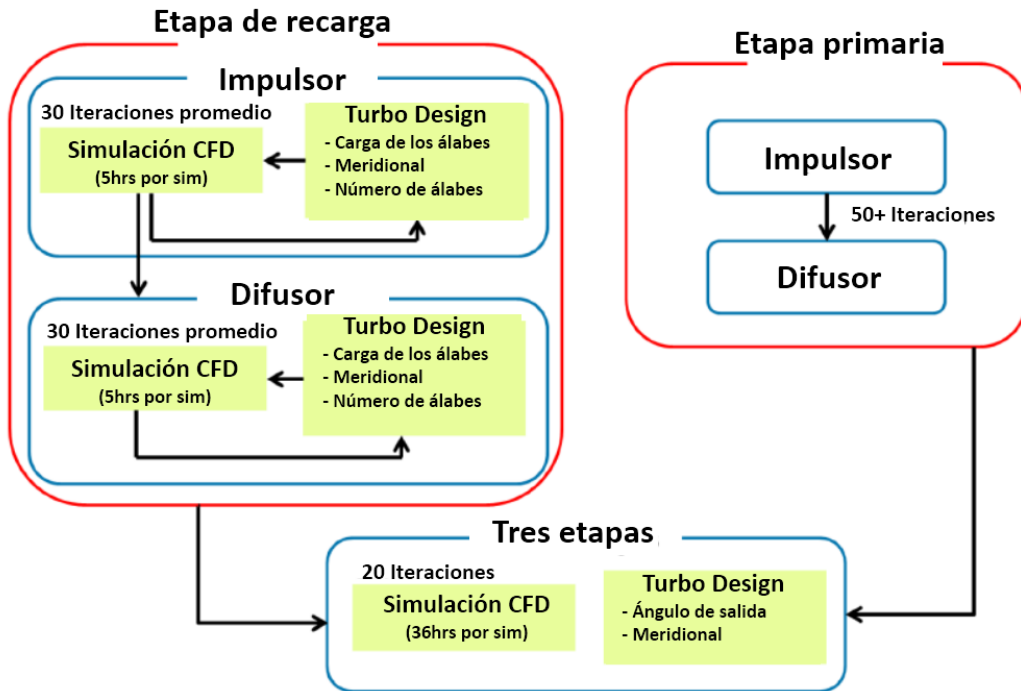 Etapa de recarga
Impulsor
30 Iteraciones promedio
Simulación CFD
(5hrs por sim)
Turbo Design
- Carga de los álabes
- Meridional
- Número de álabes
Difusor
30 Iteraciones promedio
Simulación CFD
(5hrs por sim)
Turbo Design
- Carga de los álabes
- Meridional
- Número de álabes
Etapa primaria
Impulsor
50+ Iteraciones
Difusor
Tres etapas
20 Iteraciones
Simulación CFD
(36hrs por sim)
Turbo Design
- Ángulo de salida
- Meridional